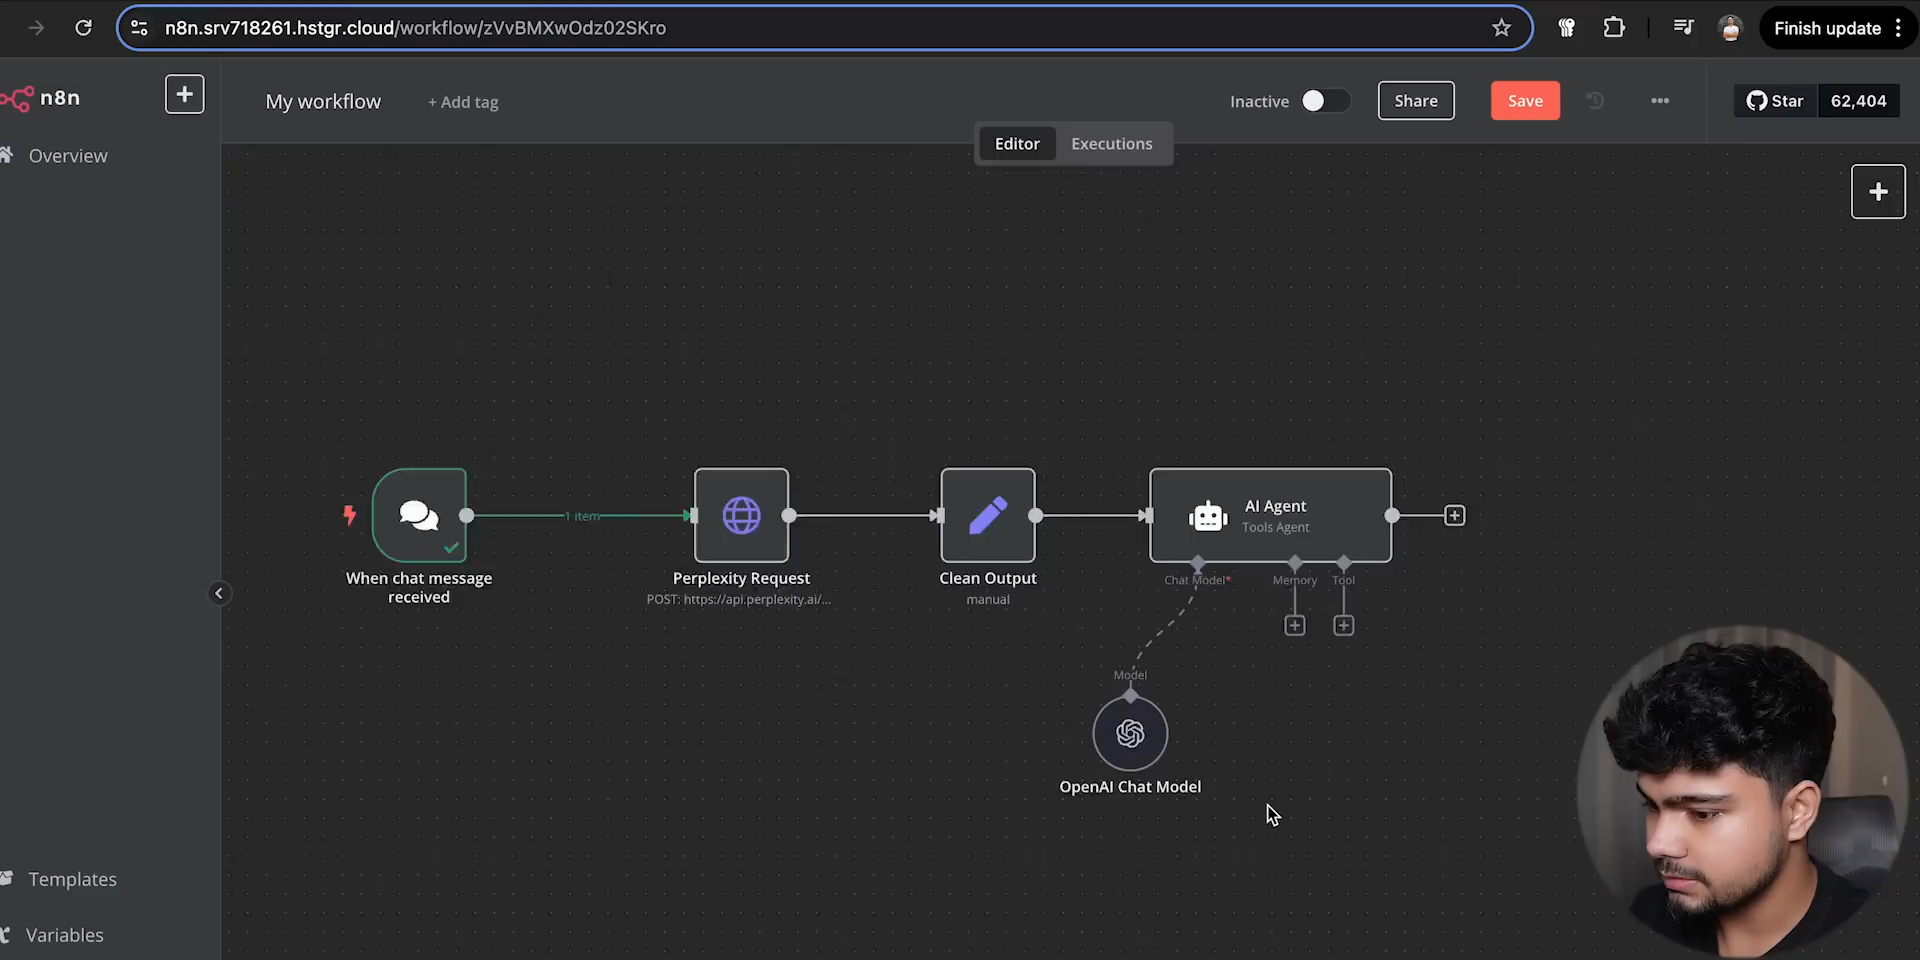 n8n.srv718261.hstgr.cloud/workflow/zVvBMXwOdz02SKro
Finish update
n8n
My workflow
+ Add tag
Inactive
Share
Save
Star
62,404
Editor
Executions
Overview
1 item
AI Agent
Tools Agent
When chat message
received
Perplexity Request
POST: https://api.perplexity.ai/...
Clean Output
manual
Chat Model*
Memory
Tool
Model
OpenAI Chat Model
Templates
Variables